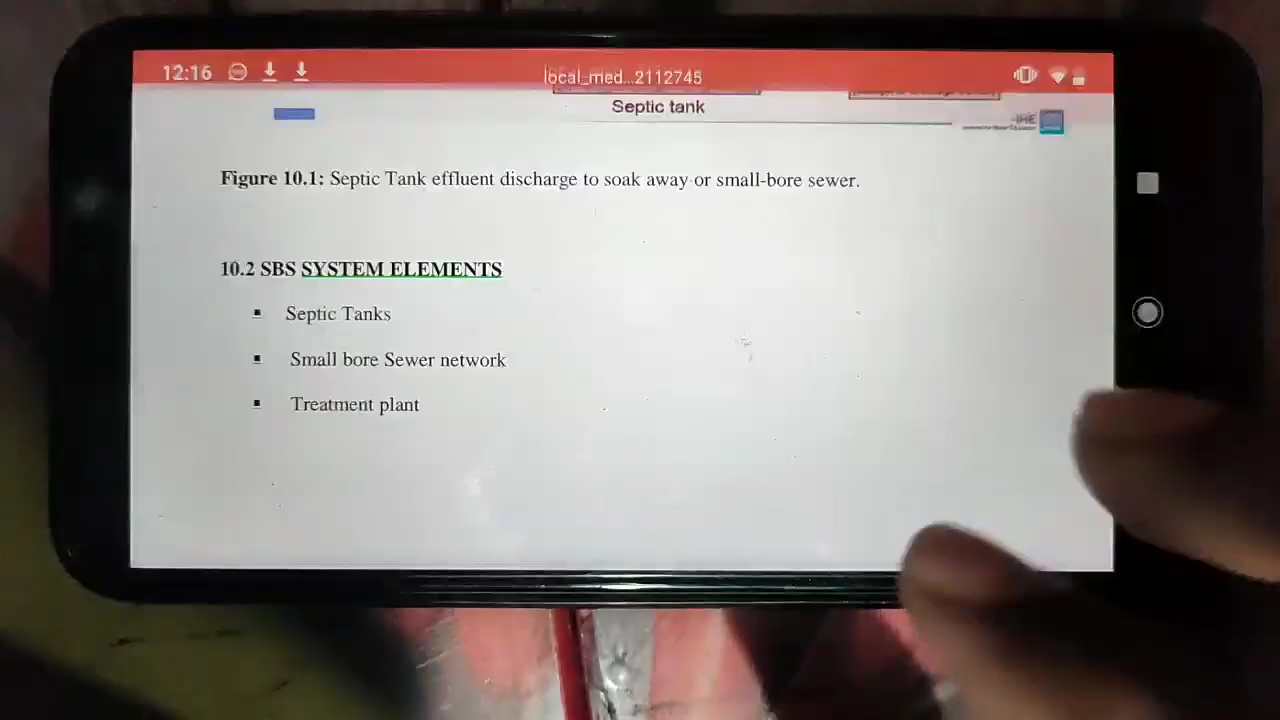 12:16
local_med...2112745
Septic tank
IHE
Figure 10.1: Septic Tank effluent discharge to soak away or small-bore sewer.
10.2 SBS SYSTEM ELEMENTS
▪ Septic Tanks
▪ Small bore Sewer network
▪ Treatment plant